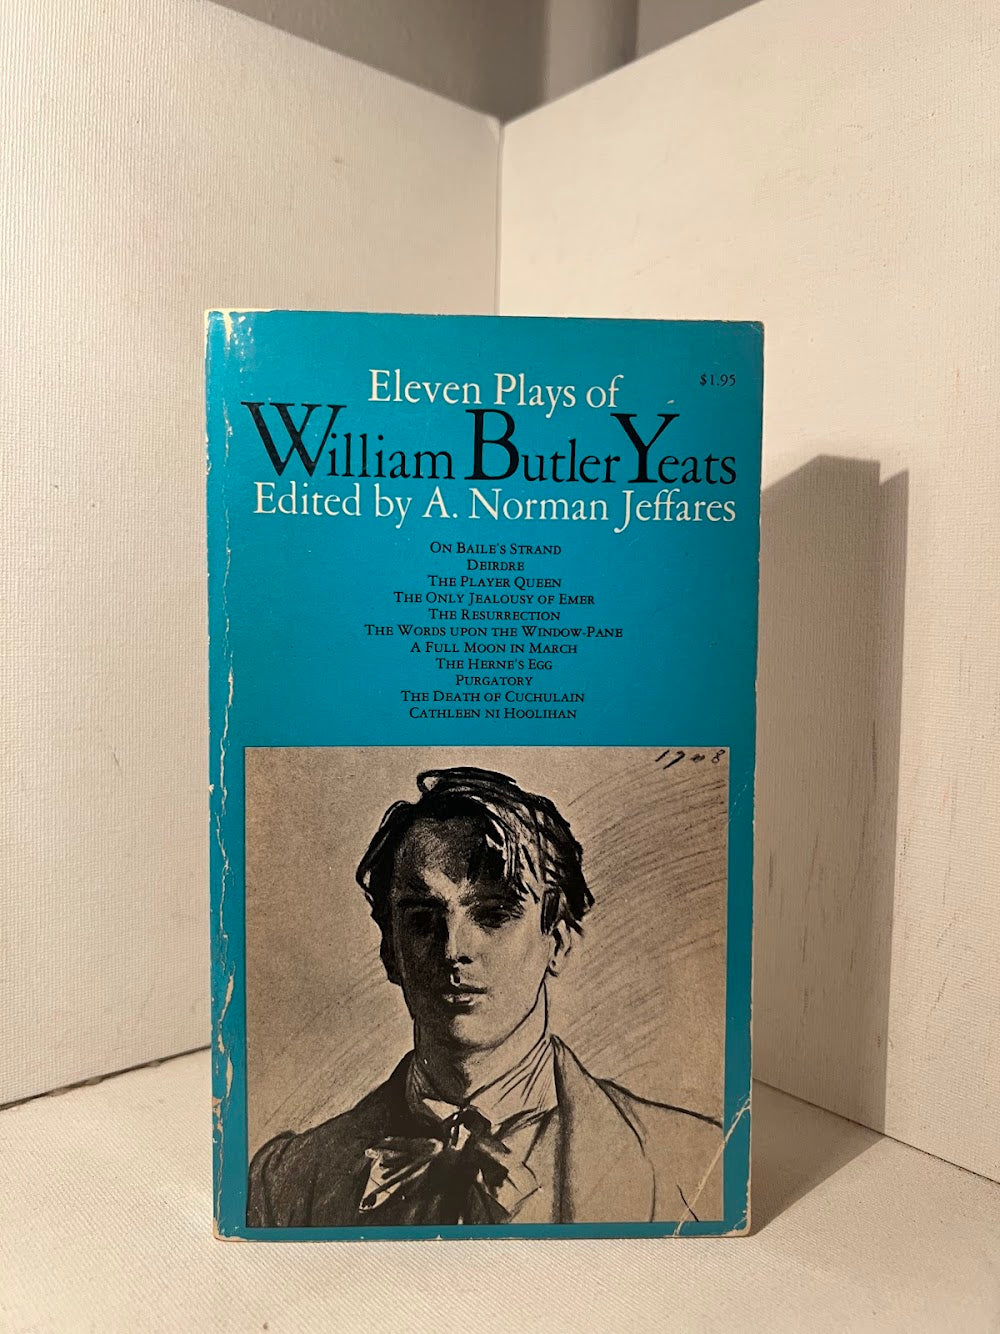 Eleven Plays of
$1.95
William Butler Yeats
Edited by A. Norman Jeffares
ON BAILE'S STRAND
DEIRDRE
THE PLAYER QUEEN
THE ONLY JEALOUSY OF EMER
THE RESURRECTION
THE WORDS UPON THE WINDOW-PANE
A FULL MOON IN MARCH
THE HERNE'S EGG
PURGATORY
THE DEATH OF CUCHULAIN
CATHLEEN NI HOOLIHAN
1908